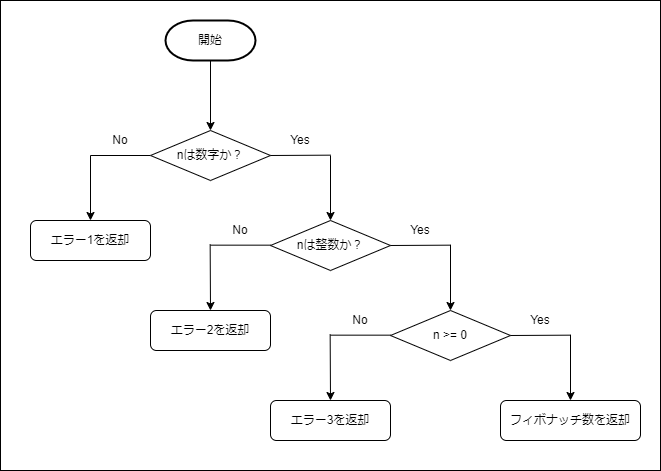 開始
No
Yes
nは数字か？
エラー1を返却
No
Yes
nは整数か？
エラー2を返却
No
Yes
n >= 0
エラー3を返却
フィボナッチ数を返却